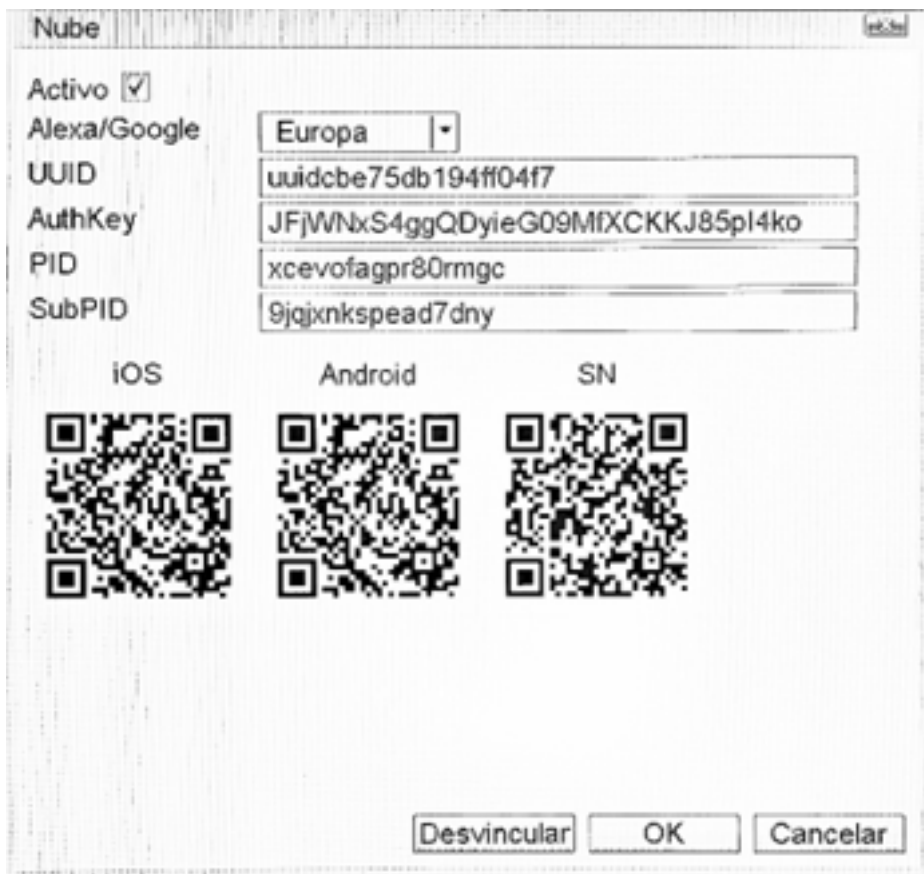 Nube
Activo
Alexa/Google Europa
UUID uuidcbe75db194ff04f7
AuthKey JFjWNxS4ggQDyieG09MfXCKKJ85pI4ko
PID xcevofagpr80rmgc
SubPID 9jqjxnkspead7dny
iOS Android SN
Desvincular OK Cancelar